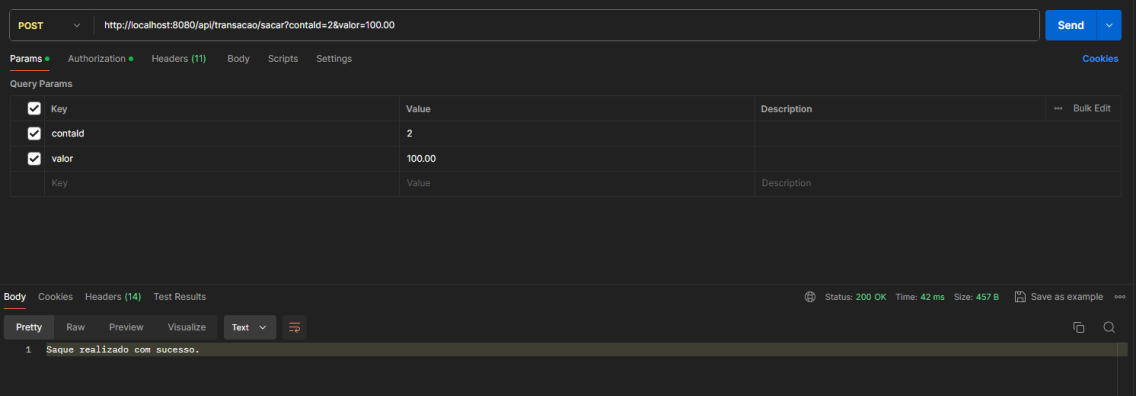 POST http://localhost:8080/api/transacao/sacar?contaId=2&valor=100.00 Send
Params Authorization Headers (11) Body Scripts Settings Cookies
Query Params
Key Value Description Bulk Edit
contaId 2
valor 100.00
Key Value Description
Body Cookies Headers (14) Test Results Status: 200 OK Time: 42 ms Size: 457 B Save as example
Pretty Raw Preview Visualize Text
1 Saque realizado com sucesso.